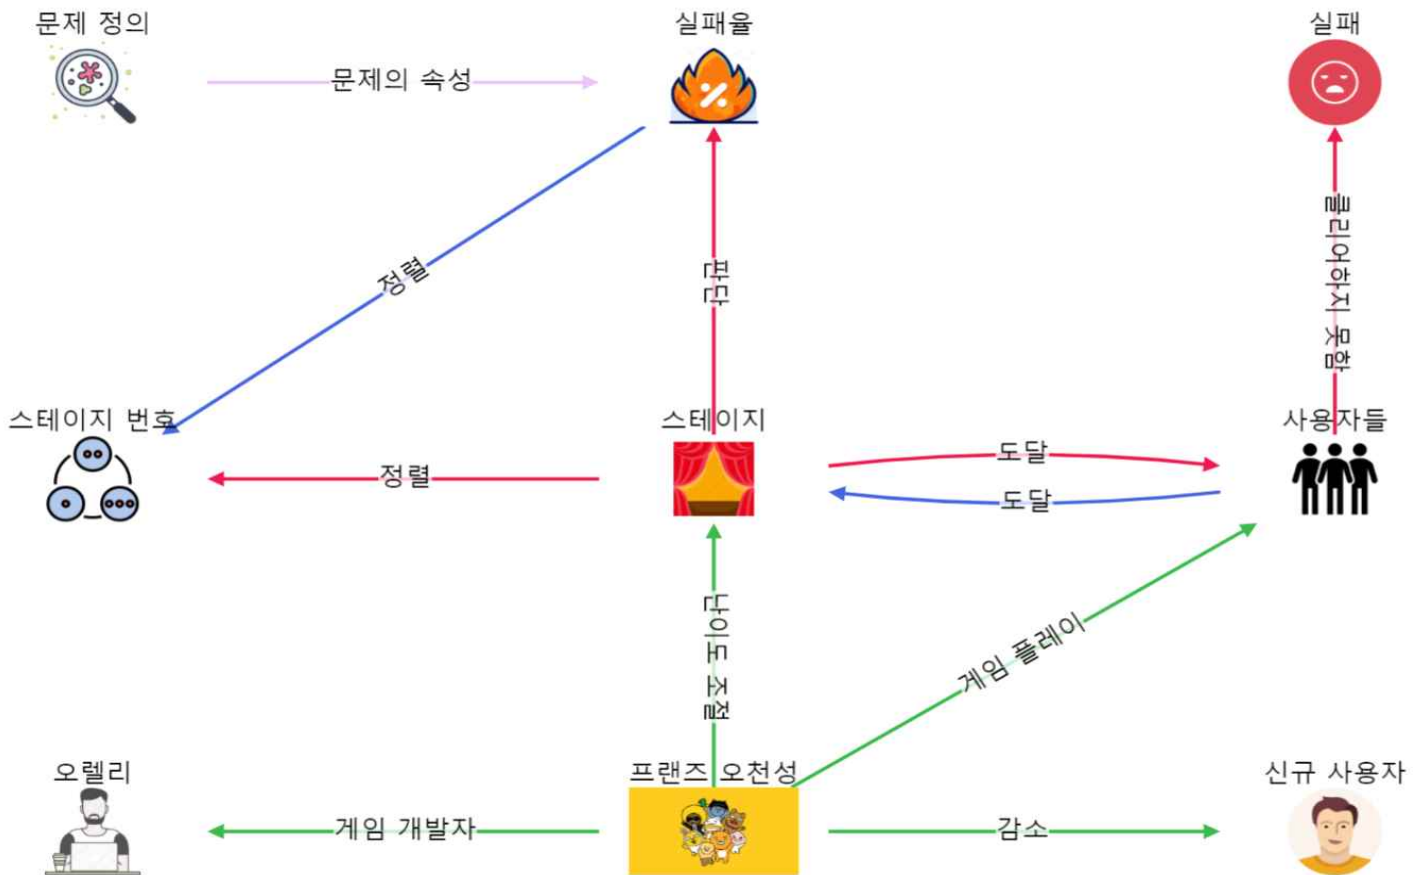 문제 정의
실패율
실패
문제의 속성
정렬
판단
클리어하지 못함
스테이지 번호
스테이지
사용자들
정렬
도달
도달
난이도 조절
게임 플레이
오렐리
프랜즈 오천성
신규 사용자
게임 개발자
감소